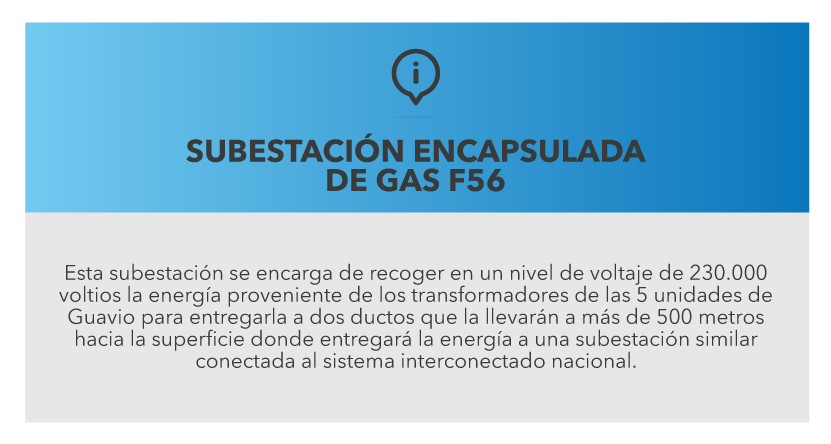 SUBESTACIÓN ENCAPSULADA
DE GAS F56
Esta subestación se encarga de recoger en un nivel de voltaje de 230.000
voltios la energía proveniente de los transformadores de las 5 unidades de
Guavio para entregarla a dos ductos que la llevarán a más de 500 metros
hacia la superficie donde entregará la energía a una subestación similar
conectada al sistema interconectado nacional.